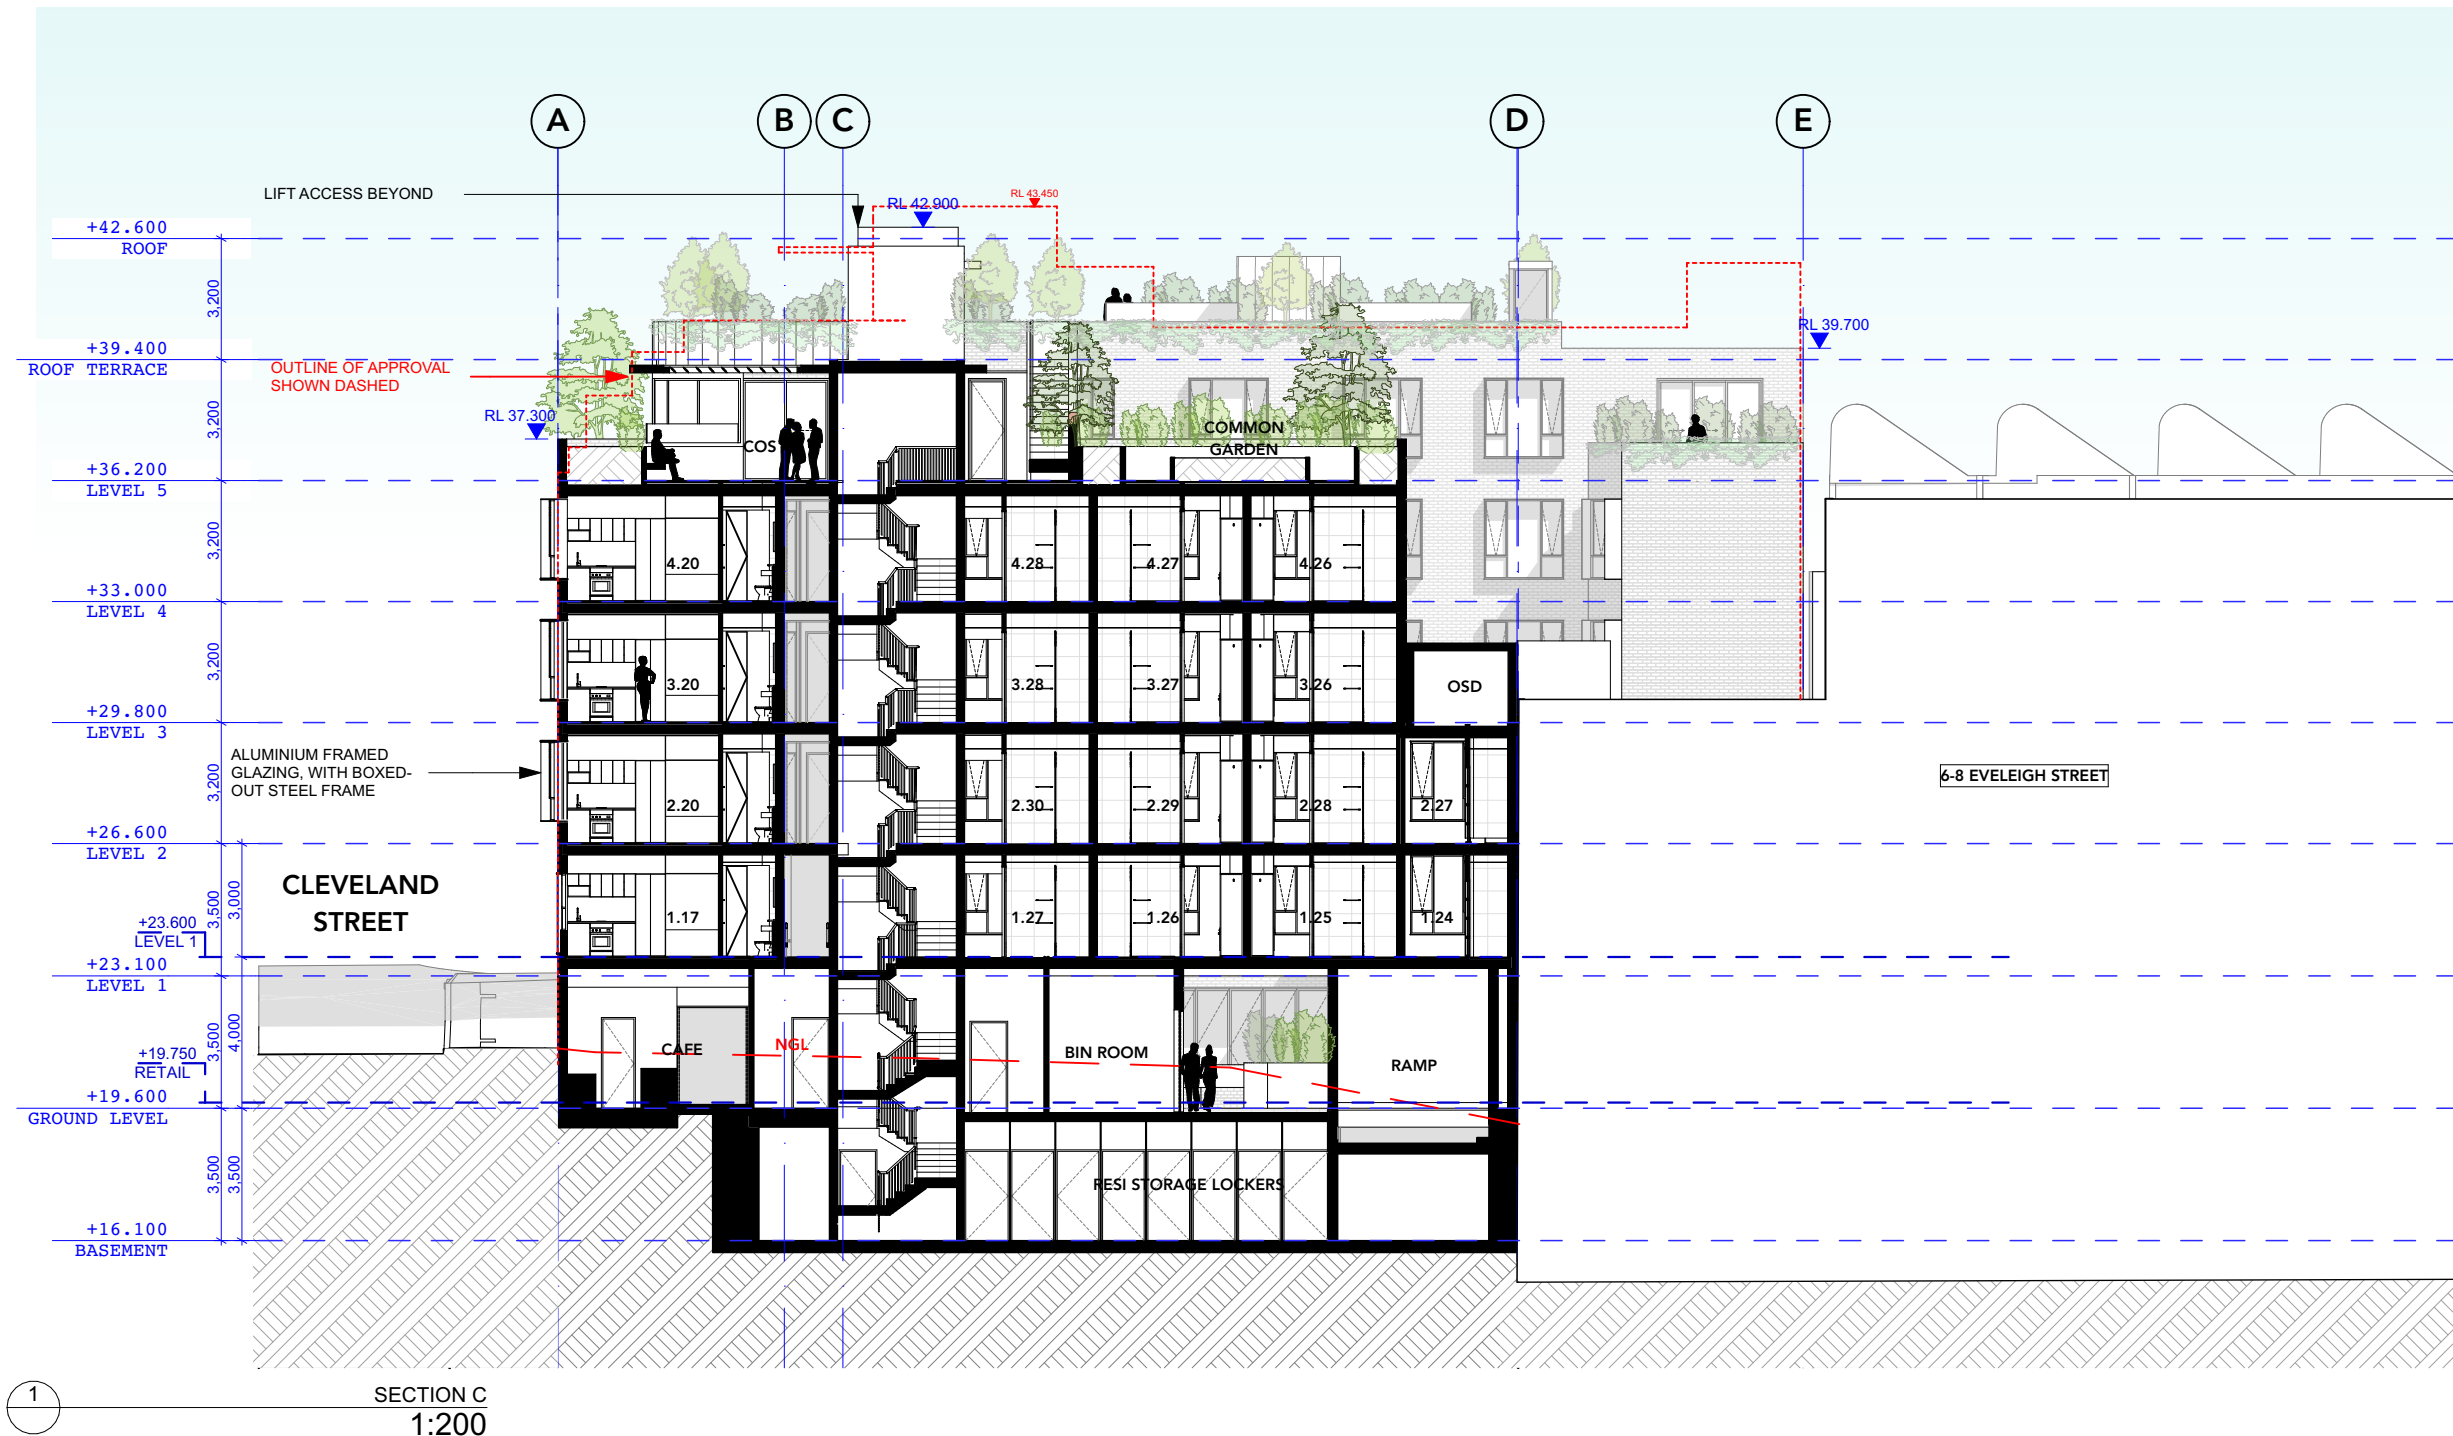 A
B
C
D
E
LIFT ACCESS BEYOND
RL 42.900
RL 43.450
+42.600
ROOF
3,200
RL 39.700
+39.400
ROOF TERRACE
OUTLINE OF APPROVAL
SHOWN DASHED
3,200
RL 37.300
COS
COMMON
GARDEN
+36.200
LEVEL 5
3,200
4.20
4.28
4.27
4.26
+33.000
LEVEL 4
3,200
3.20
3.28
3.27
3.26
OSD
+29.800
LEVEL 3
ALUMINIUM FRAMED
GLAZING, WITH BOXED-
OUT STEEL FRAME
3,200
2.20
2.30
2.29
2.28
2.27
6-8 EVELEIGH STREET
+26.600
LEVEL 2
CLEVELAND
STREET
3,500
3,000
1.17
1.27
1.26
1.25
1.24
+23.600
LEVEL 1
+23.100
LEVEL 1
3,500
4,000
CAFE
NGL
BIN ROOM
RAMP
+19.750
RETAIL
+19.600
GROUND LEVEL
3,500
3,500
RESI STORAGE LOCKERS
+16.100
BASEMENT
1
SECTION C
1:200